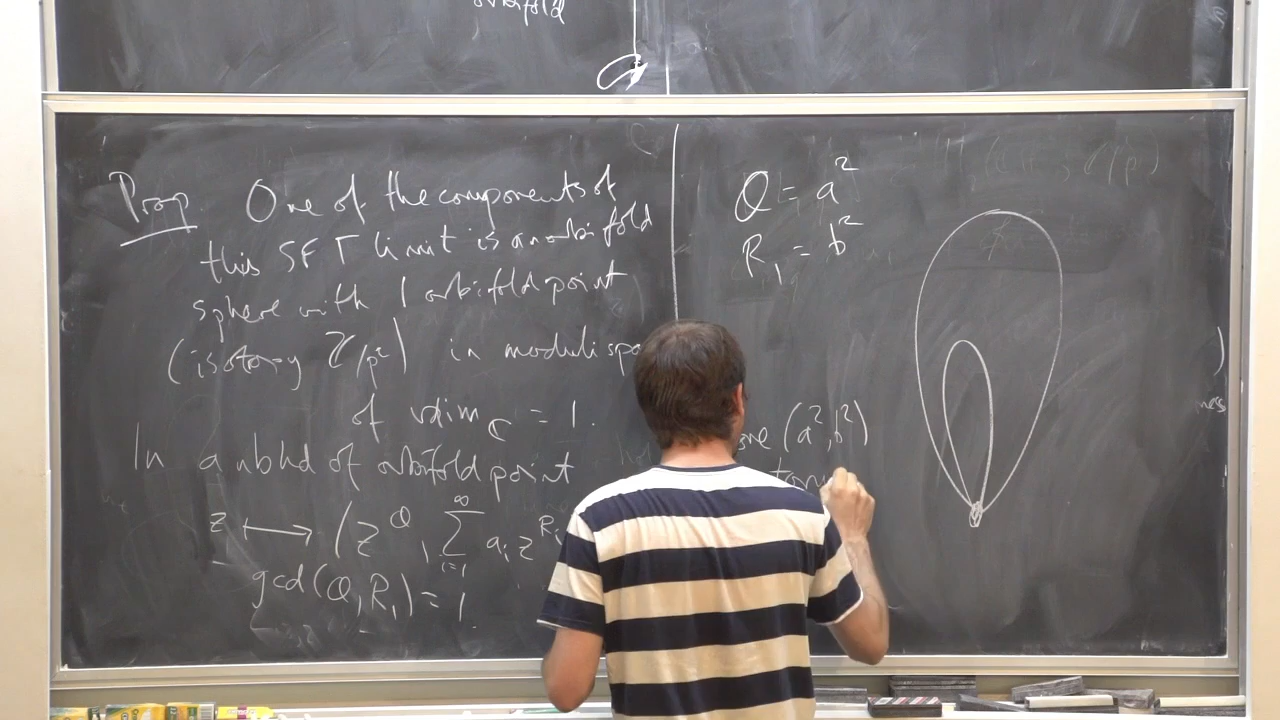 orbifold
Prop. One of the components of
this SFT limit is an orbifold
sphere with 1 orbifold point
(isotropy ℤ/p²) in moduli spa
of vdim_C = 1.
In a nbhd of orbifold point
z ⟼ (z^Q, ∑_{i=1}^∞ a_i z^{R_i}
gcd(Q, R_1) = 1.
Q = a²
R_1 = b²
(a², b²)